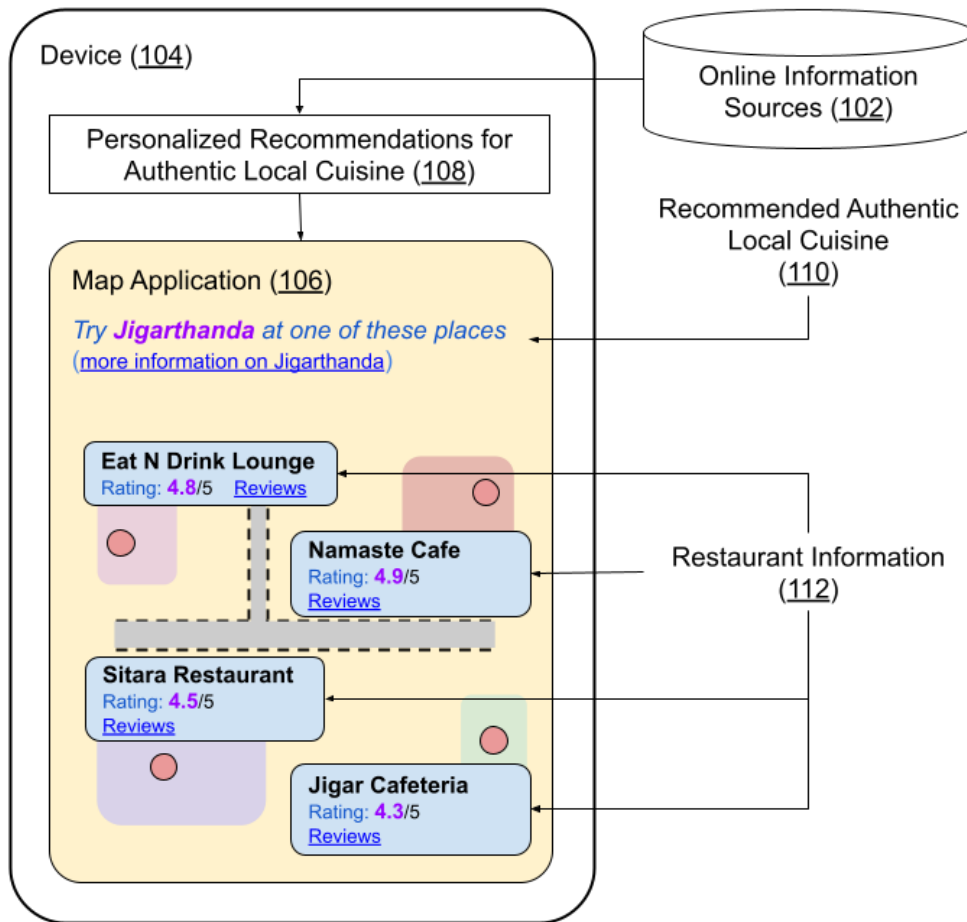 Device (104)
Online Information
Sources (102)
Personalized Recommendations for
Authentic Local Cuisine (108)
Recommended Authentic
Local Cuisine
(110)
Map Application (106)
Try Jigarthanda at one of these places
(more information on Jigarthanda)
Eat N Drink Lounge
Rating: 4.8/5 Reviews
Namaste Cafe
Rating: 4.9/5
Reviews
Restaurant Information
(112)
Sitara Restaurant
Rating: 4.5/5
Reviews
Jigar Cafeteria
Rating: 4.3/5
Reviews